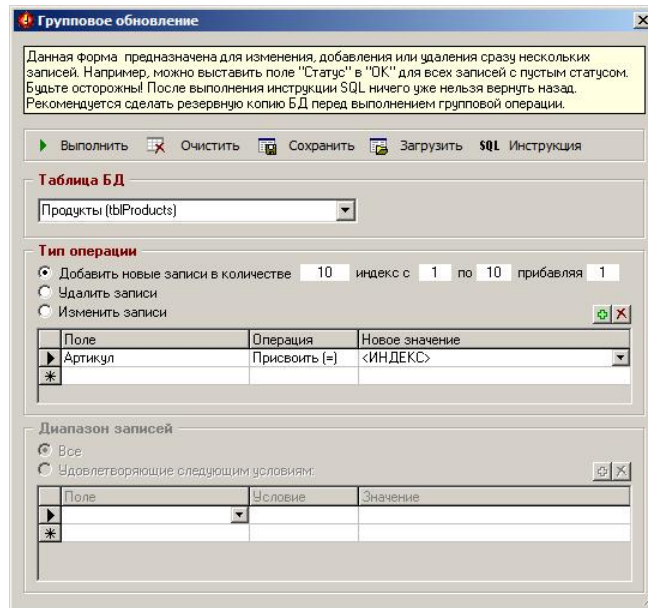 Групповое обновление
Данная форма предназначена для изменения, добавления или удаления сразу нескольких
записей. Например, можно выставить поле "Статус" в "ОК" для всех записей с пустым статусом.
Будьте осторожны! После выполнения инструкции SQL ничего уже нельзя вернуть назад.
Рекомендуется сделать резервную копию БД перед выполнением групповой операции.
Выполнить Очистить Сохранить Загрузить SQL Инструкция
Таблица БД
Продукты (tblProducts)
Тип операции
Добавить новые записи в количестве 10 индекс с 1 по 10 прибавляя 1
Удалить записи
Изменить записи
Поле Операция Новое значение
Артикул Присвоить (=) <ИНДЕКС>
Диапазон записей
Все
Удовлетворяющие следующим условиям:
Поле Условие Значение